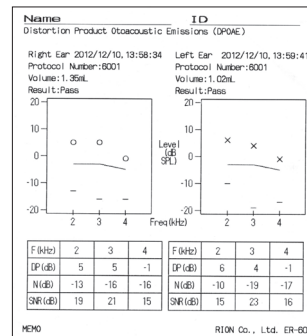 Name ID
Distortion Product Otoacoustic Emissions (DPOAE)
Right Ear 2012/12/10, 13:58:34 Left Ear 2012/12/10, 13:59:41
Protocol Number:6001 Protocol Number:6001
Volume:1.35mL Volume:1.02mL
Result:Pass Result:Pass
20 20
10 10
Level
(dB
SPL)
0 0
-10 -10
-20 -20
2 3 4 Freq(kHz) 2 3 4
F(kHz) 2 3 4 F(kHz) 2 3 4
DP(dB) 5 5 -1 DP(dB) 6 4 -1
N(dB) -13 -16 -16 N(dB) -10 -19 -17
SNR(dB) 19 21 15 SNR(dB) 15 23 16
MEMO RION Co., Ltd. ER-60